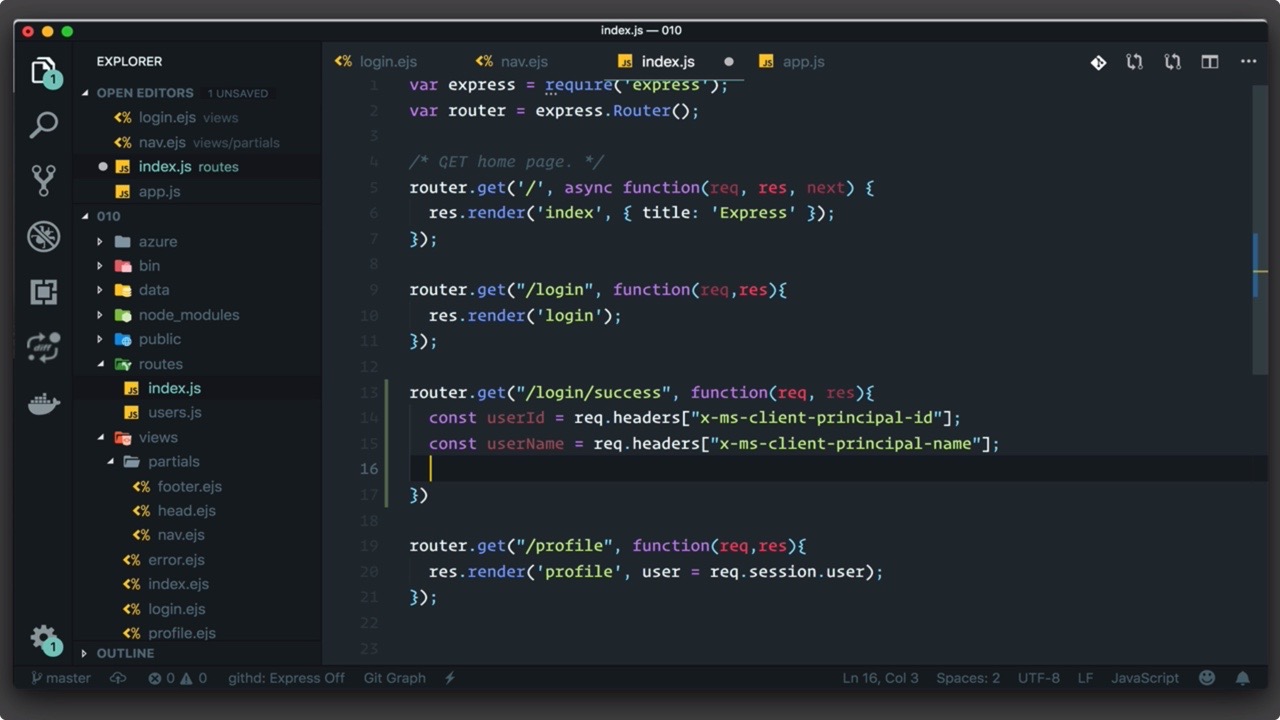 index.js — 010
EXPLORER
OPEN EDITORS 1 UNSAVED
login.ejs views
nav.ejs views/partials
index.js routes
app.js
010
azure
bin
data
node_modules
public
routes
index.js
users.js
views
partials
footer.ejs
head.ejs
nav.ejs
error.ejs
index.ejs
login.ejs
profile.ejs
OUTLINE
1
1
diff
login.ejs nav.ejs index.js app.js
1 var express = require('express');
2 var router = express.Router();
3
4 /* GET home page. */
5 router.get('/', async function(req, res, next) {
6 res.render('index', { title: 'Express' });
7 });
8
9 router.get("/login", function(req,res){
10 res.render('login');
11 });
12
13 router.get("/login/success", function(req, res){
14 const userId = req.headers["x-ms-client-principal-id"];
15 const userName = req.headers["x-ms-client-principal-name"];
16
17 })
18
19 router.get("/profile", function(req,res){
20 res.render('profile', user = req.session.user);
21 });
22
23
master 0 0 githd: Express Off Git Graph Ln 16, Col 3 Spaces: 2 UTF-8 LF JavaScript